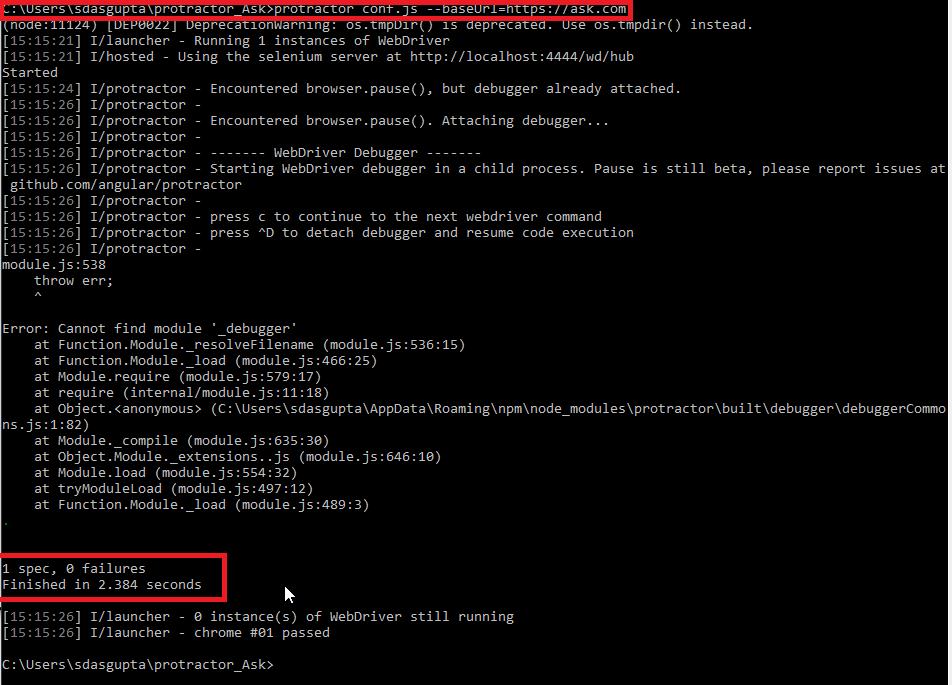 C:\Users\sdasgupta\protractor_Ask>protractor conf.js --baseUrl=https://ask.com
(node:11124) [DEP0022] DeprecationWarning: os.tmpDir() is deprecated. Use os.tmpdir() instead.
[15:15:21] I/launcher - Running 1 instances of WebDriver
[15:15:21] I/hosted - Using the selenium server at http://localhost:4444/wd/hub
Started
[15:15:24] I/protractor - Encountered browser.pause(), but debugger already attached.
[15:15:26] I/protractor -
[15:15:26] I/protractor - Encountered browser.pause(). Attaching debugger...
[15:15:26] I/protractor -
[15:15:26] I/protractor - ------- WebDriver Debugger -------
[15:15:26] I/protractor - Starting WebDriver debugger in a child process. Pause is still beta, please report issues at
 github.com/angular/protractor
[15:15:26] I/protractor -
[15:15:26] I/protractor - press c to continue to the next webdriver command
[15:15:26] I/protractor - press ^D to detach debugger and resume code execution
[15:15:26] I/protractor -
module.js:538
    throw err;
    ^
Error: Cannot find module '_debugger'
    at Function.Module._resolveFilename (module.js:536:15)
    at Function.Module._load (module.js:466:25)
    at Module.require (module.js:579:17)
    at require (internal/module.js:11:18)
    at Object.<anonymous> (C:\Users\sdasgupta\AppData\Roaming\npm\node_modules\protractor\built\debugger\debuggerCommo
ns.js:1:82)
    at Module._compile (module.js:635:30)
    at Object.Module._extensions..js (module.js:646:10)
    at Module.load (module.js:554:32)
    at tryModuleLoad (module.js:497:12)
    at Function.Module._load (module.js:489:3)
.
1 spec, 0 failures
Finished in 2.384 seconds
[15:15:26] I/launcher - 0 instance(s) of WebDriver still running
[15:15:26] I/launcher - chrome #01 passed
C:\Users\sdasgupta\protractor_Ask>